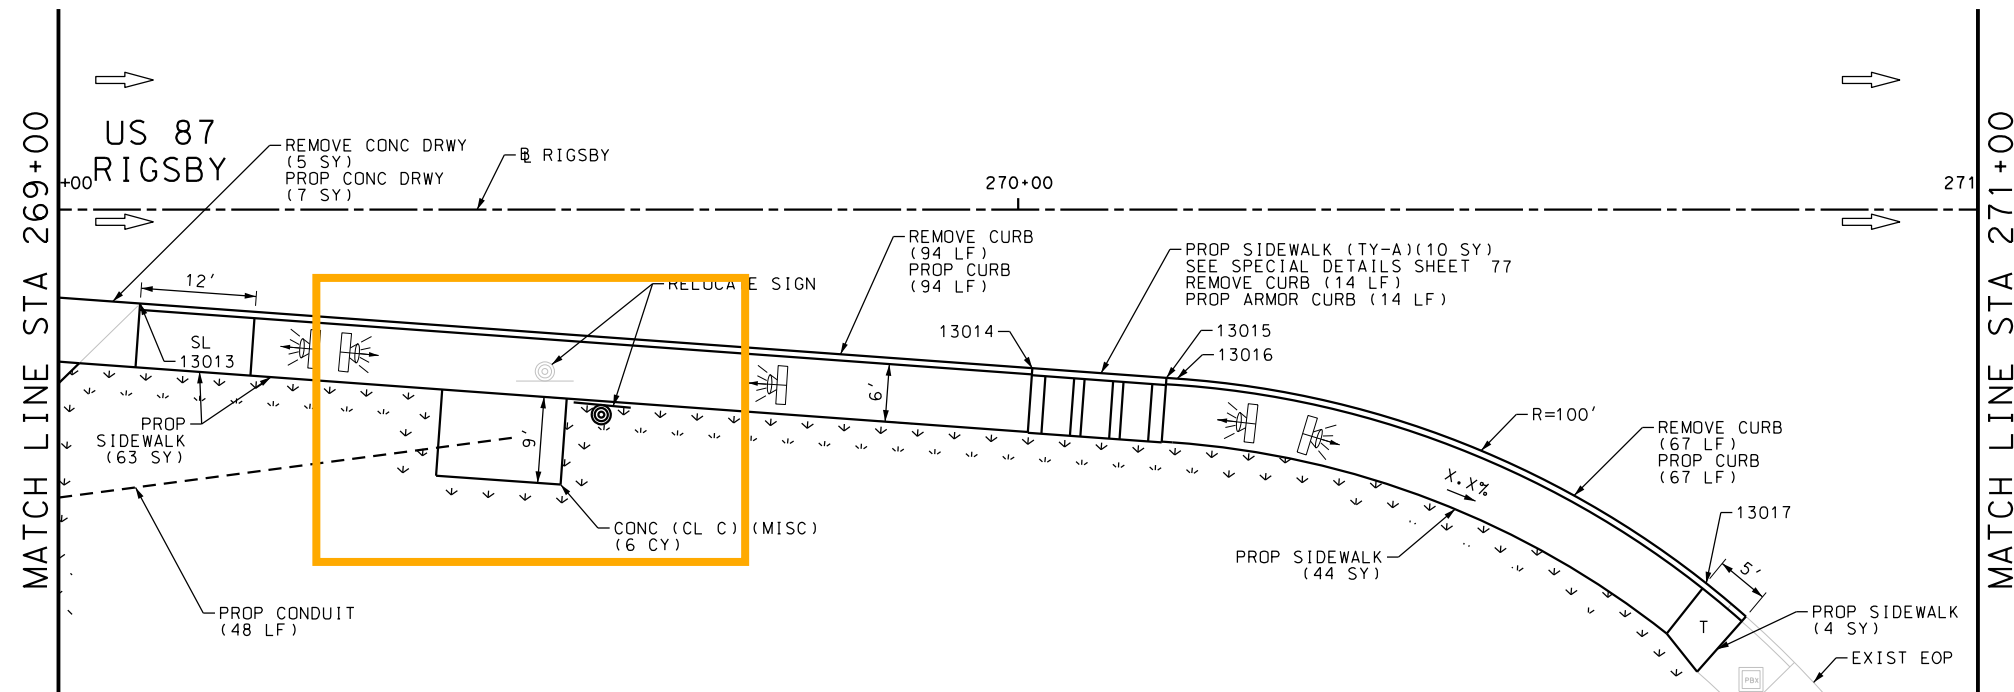 MATCH LINE STA 269+00
US 87
RIGSBY
+00
REMOVE CONC DRWY
(5 SY)
PROP CONC DRWY
(7 SY)
B RIGSBY
270+00
271
MATCH LINE STA 271+00
12'
SL
13013
PROP
SIDEWALK
(63 SY)
PROP CONDUIT
(48 LF)
RELOCATE SIGN
9'
CONC (CL C) (MISC)
(6 CY)
REMOVE CURB
(94 LF)
PROP CURB
(94 LF)
6'
13014
PROP SIDEWALK (TY-A)(10 SY)
SEE SPECIAL DETAILS SHEET 77
REMOVE CURB (14 LF)
PROP ARMOR CURB (14 LF)
13015
13016
R=100'
REMOVE CURB
(67 LF)
PROP CURB
(67 LF)
X.X%
13017
PROP SIDEWALK
(44 SY)
5'
T
PROP SIDEWALK
(4 SY)
EXIST EOP
PBX